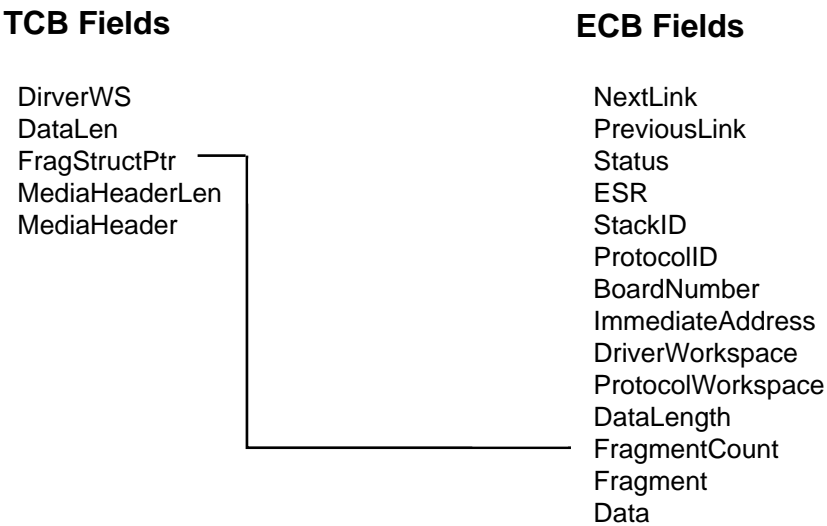 TCB Fields
DirverWS
DataLen
FragStructPtr
MediaHeaderLen
MediaHeader
ECB Fields
NextLink
PreviousLink
Status
ESR
StackID
ProtocolID
BoardNumber
ImmediateAddress
DriverWorkspace
ProtocolWorkspace
DataLength
FragmentCount
Fragment
Data